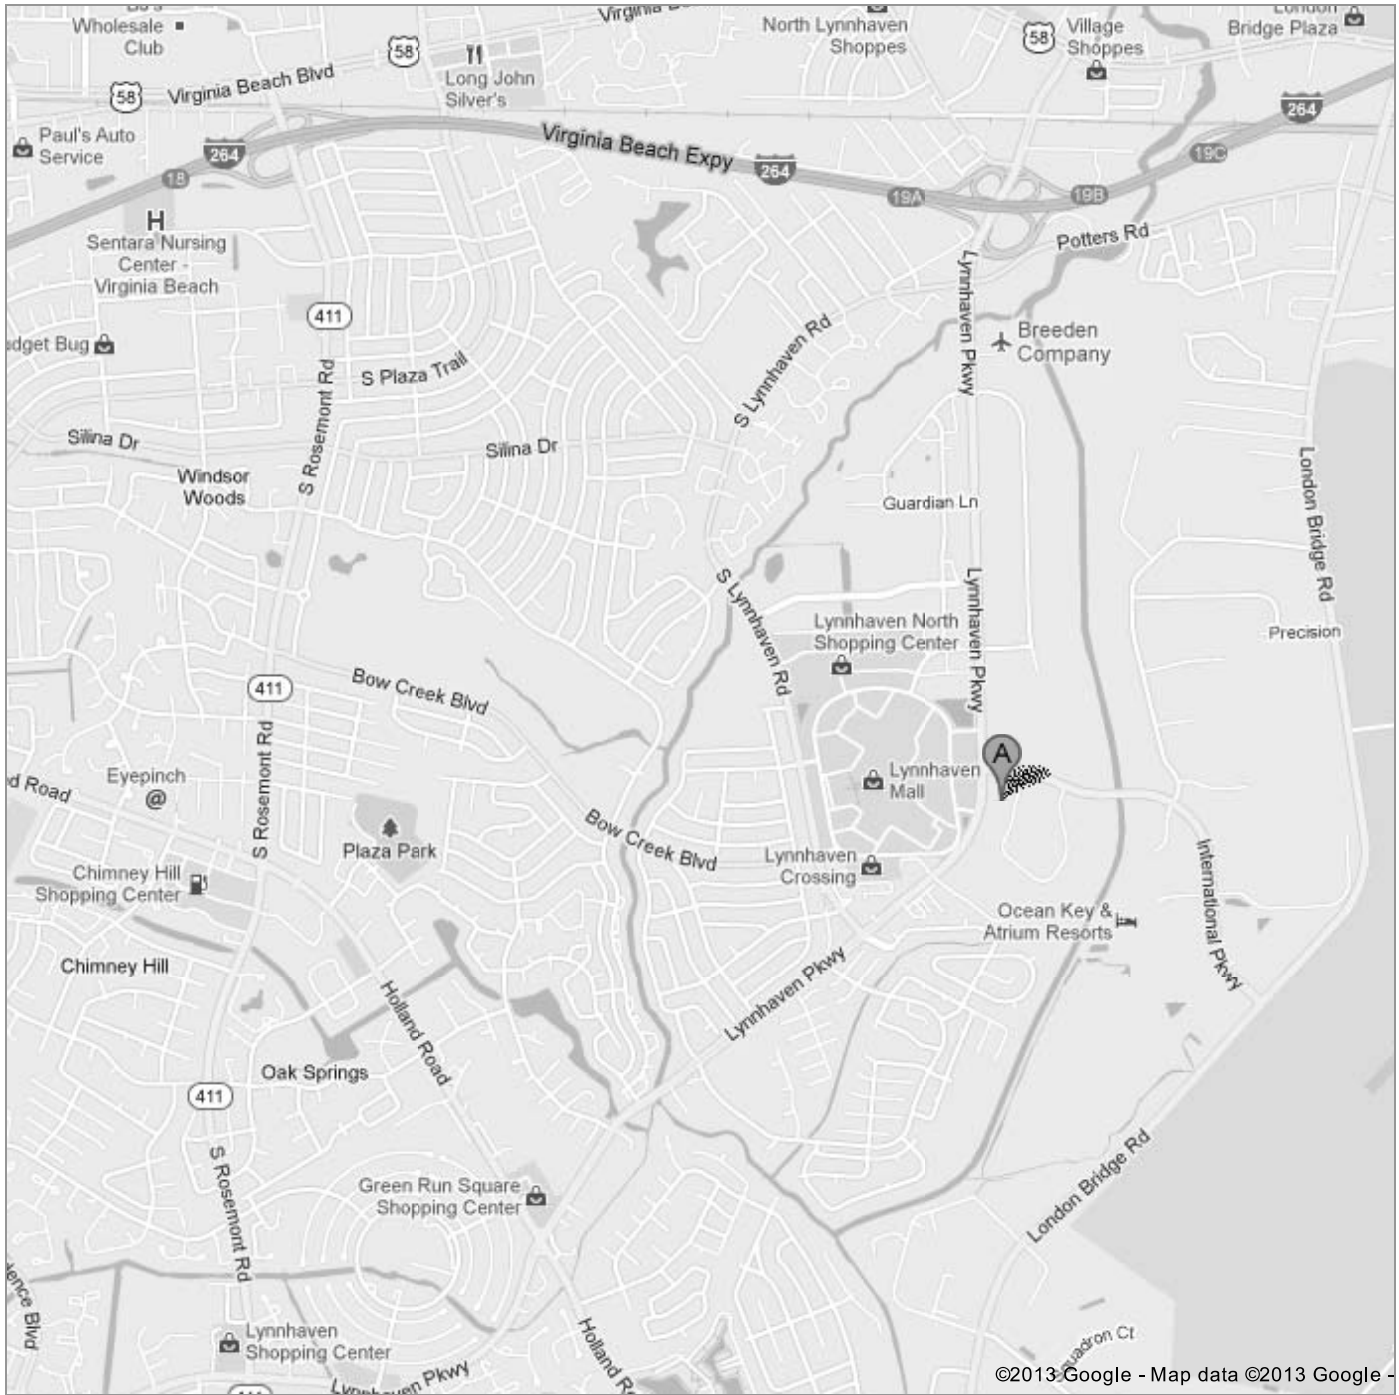 Wholesale
Club
58
Virginia Beach Blvd
58
Long John
Silver's
North Lynnhaven
Shoppes
58
Village
Shoppes
London
Bridge Plaza
264
Paul's Auto
Service
264
18
Virginia Beach Expy
264
19A
19B
19C
H
Sentara Nursing
Center -
Virginia Beach
Potters Rd
411
Lynnhaven Pkwy
Breeden
Company
S Lynnhaven Rd
S Plaza Trail
S Rosemont Rd
Silina Dr
Silina Dr
Windsor
Woods
Guardian Ln
London Bridge Rd
S Lynnhaven Rd
Lynnhaven Pkwy
Lynnhaven North
Shopping Center
Precision
411
Bow Creek Blvd
S Rosemont Rd
A
Eyepinch
@
Road
Lynnhaven
Mall
Plaza Park
Bow Creek Blvd
Lynnhaven
Crossing
Chimney Hill
Shopping Center
International Pkwy
Ocean Key &
Atrium Resorts
Chimney Hill
Lynnhaven Pkwy
Holland Road
Oak Springs
411
S Rosemont Rd
London Bridge Rd
Green Run Square
Shopping Center
Lynnhaven
Shopping Center
Holland
Lynnhaven Pkwy
©2013 Google - Map data ©2013 Google -